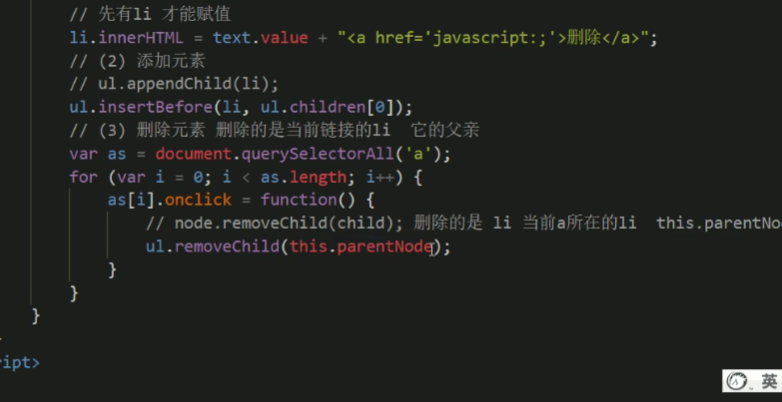 // 先有li 才能赋值
li.innerHTML = text.value + "<a href='javascript:;'>删除</a>";
// (2) 添加元素
// ul.appendChild(li);
ul.insertBefore(li, ul.children[0]);
// (3) 删除元素 删除的是当前链接的li  它的父亲
var as = document.querySelectorAll('a');
for (var i = 0; i < as.length; i++) {
as[i].onclick = function() {
// node.removeChild(child); 删除的是 li 当前a所在的li  this.parentNo
ul.removeChild(this.parentNode);
}
}
}
ript>
英